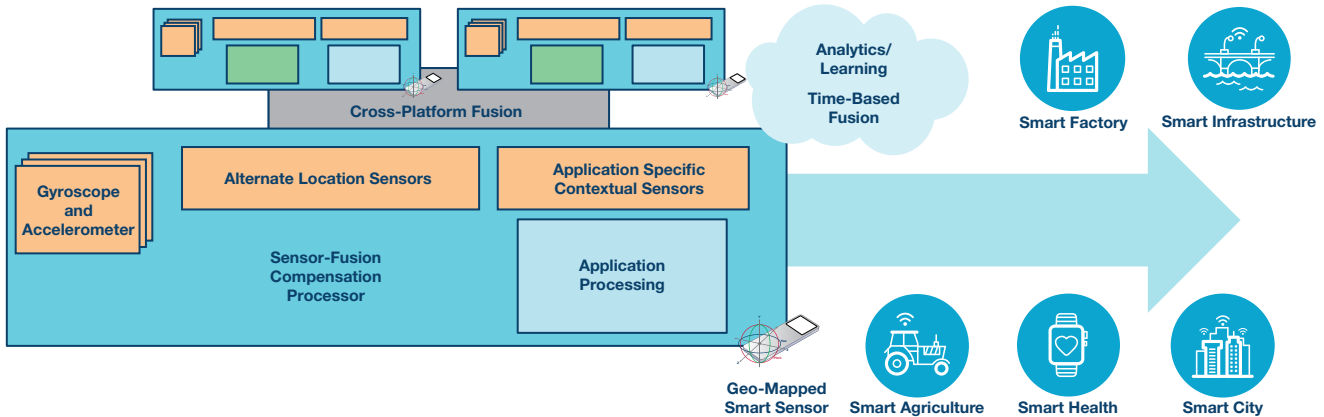 Analytics/
Learning
Time-Based
Fusion
Cross-Platform Fusion
Smart Factory
Smart Infrastructure
Gyroscope
and
Accelerometer
Alternate Location Sensors
Application Specific
Contextual Sensors
Sensor-Fusion
Compensation
Processor
Application
Processing
Geo-Mapped
Smart Sensor
Smart Agriculture
Smart Health
Smart City